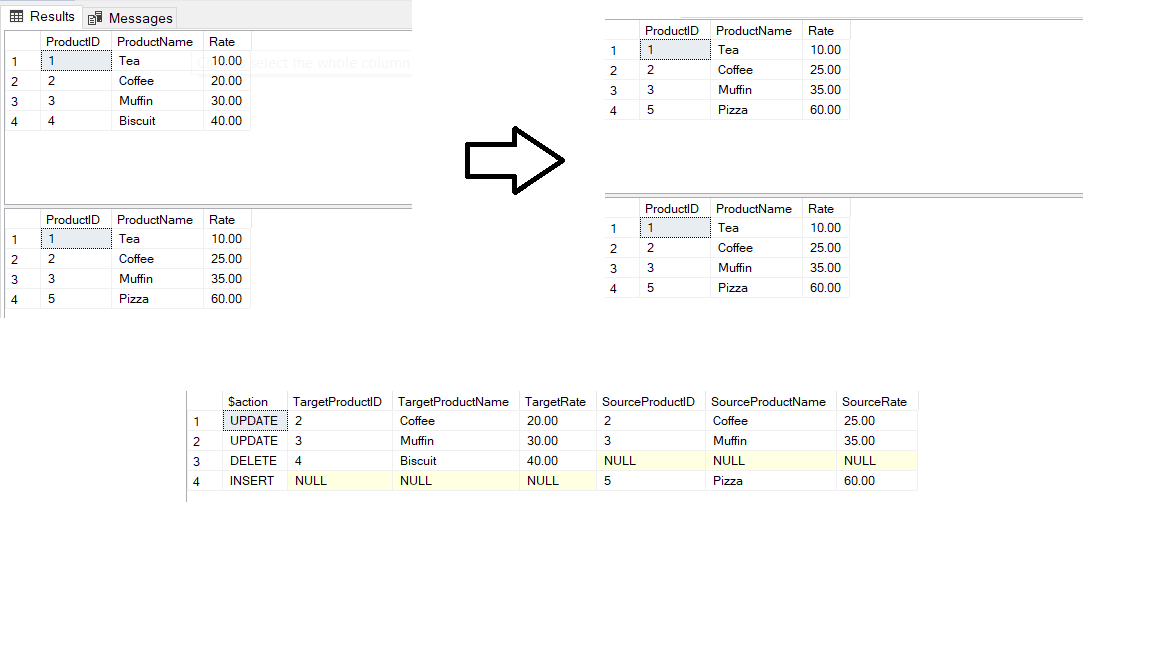 Results Messages
ProductID ProductName Rate
1 1 Tea 10.00
2 2 Coffee 20.00
3 3 Muffin 30.00
4 4 Biscuit 40.00
ProductID ProductName Rate
1 1 Tea 10.00
2 2 Coffee 25.00
3 3 Muffin 35.00
4 5 Pizza 60.00
ProductID ProductName Rate
1 1 Tea 10.00
2 2 Coffee 25.00
3 3 Muffin 35.00
4 5 Pizza 60.00
ProductID ProductName Rate
1 1 Tea 10.00
2 2 Coffee 25.00
3 3 Muffin 35.00
4 5 Pizza 60.00
$action TargetProductID TargetProductName TargetRate SourceProductID SourceProductName SourceRate
1 UPDATE 2 Coffee 20.00 2 Coffee 25.00
2 UPDATE 3 Muffin 30.00 3 Muffin 35.00
3 DELETE 4 Biscuit 40.00 NULL NULL NULL
4 INSERT NULL NULL NULL 5 Pizza 60.00